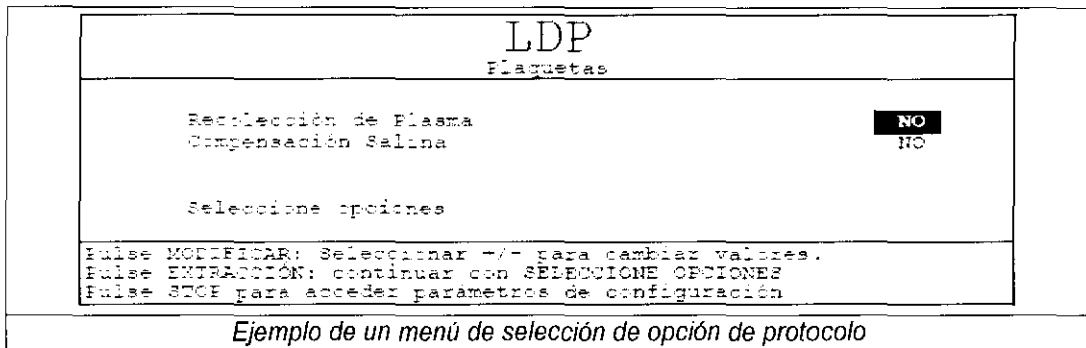 LDP
Plaquetas
Recolección de Plasma NO
Compensación Salina NO
Seleccione opciones
Pulse MODIFICAR: Seleccionar +/- para cambiar valores.
Pulse EXTRACCIÓN: continuar con SELECCIONE OPCIONES
Pulse STOP para acceder parámetros de configuración
Ejemplo de un menú de selección de opción de protocolo